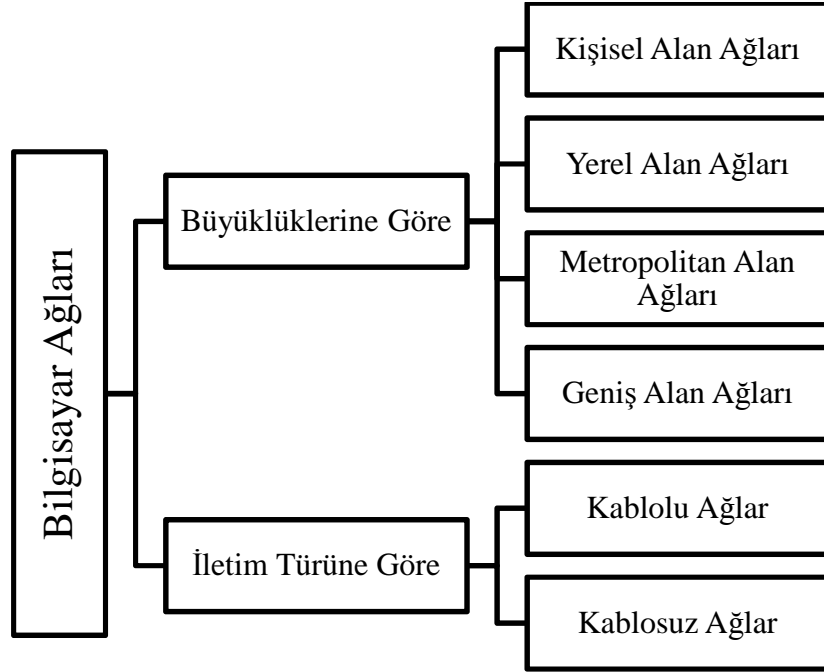 Bilgisayar Ağları
Büyüklüklerine Göre
Kişisel Alan Ağları
Yerel Alan Ağları
Metropolitan Alan
Ağları
Geniş Alan Ağları
İletim Türüne Göre
Kablolu Ağlar
Kablosuz Ağlar